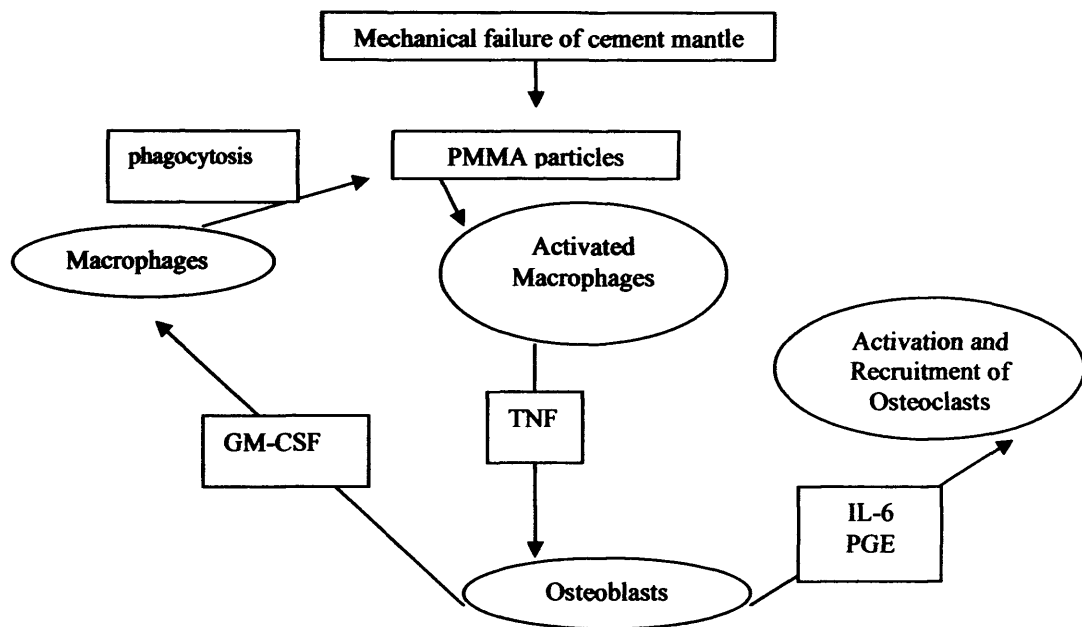 Mechanical failure of cement mantle
phagocytosis
PMMA particles
Macrophages
Activated
Macrophages
Activation and
Recruitment of
Osteoclasts
TNF
GM-CSF
IL-6
PGE
Osteoblasts